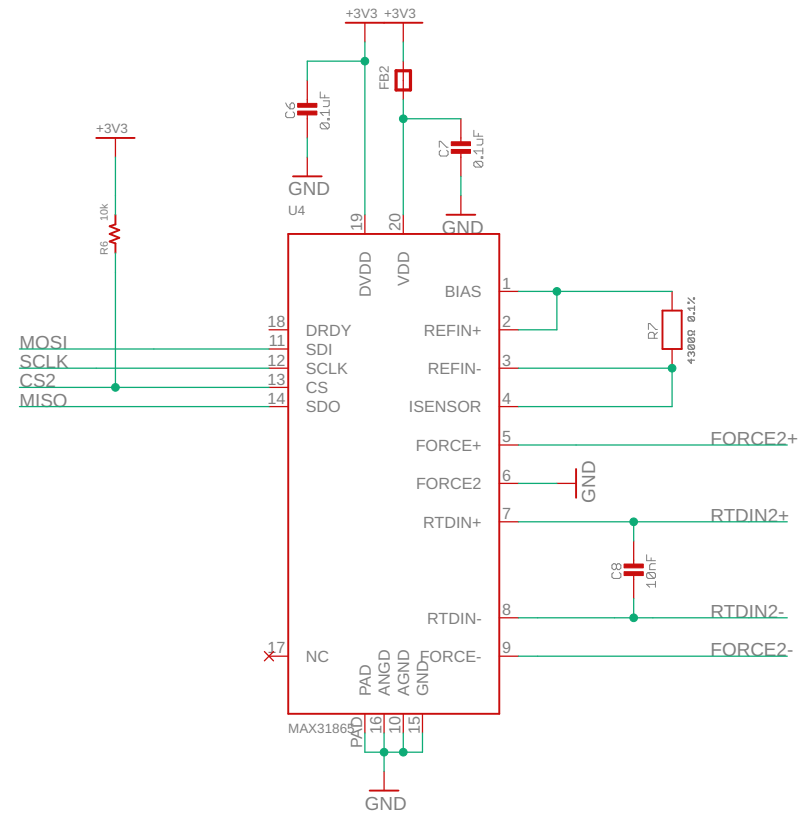 +3V3 +3V3
FB2
C6
0.1uF
C7
0.1uF
+3V3
GND
U4
GND
10k
R6
19
20
DVDD
VDD
BIAS 1
REFIN+ 2
R7
4300Ω 0.1%
18 DRDY
MOSI 11 SDI
SCLK 12 SCLK
REFIN- 3
CS2 13 CS
MISO 14 SDO
ISENSOR 4
FORCE+ 5 FORCE2+
FORCE2 6 GND
RTDIN+ 7 RTDIN2+
C8
10nF
RTDIN- 8 RTDIN2-
17 NC
FORCE- 9 FORCE2-
PAD
ANGD
AGND
GND
MAX31865
PAD
16
10
15
GND